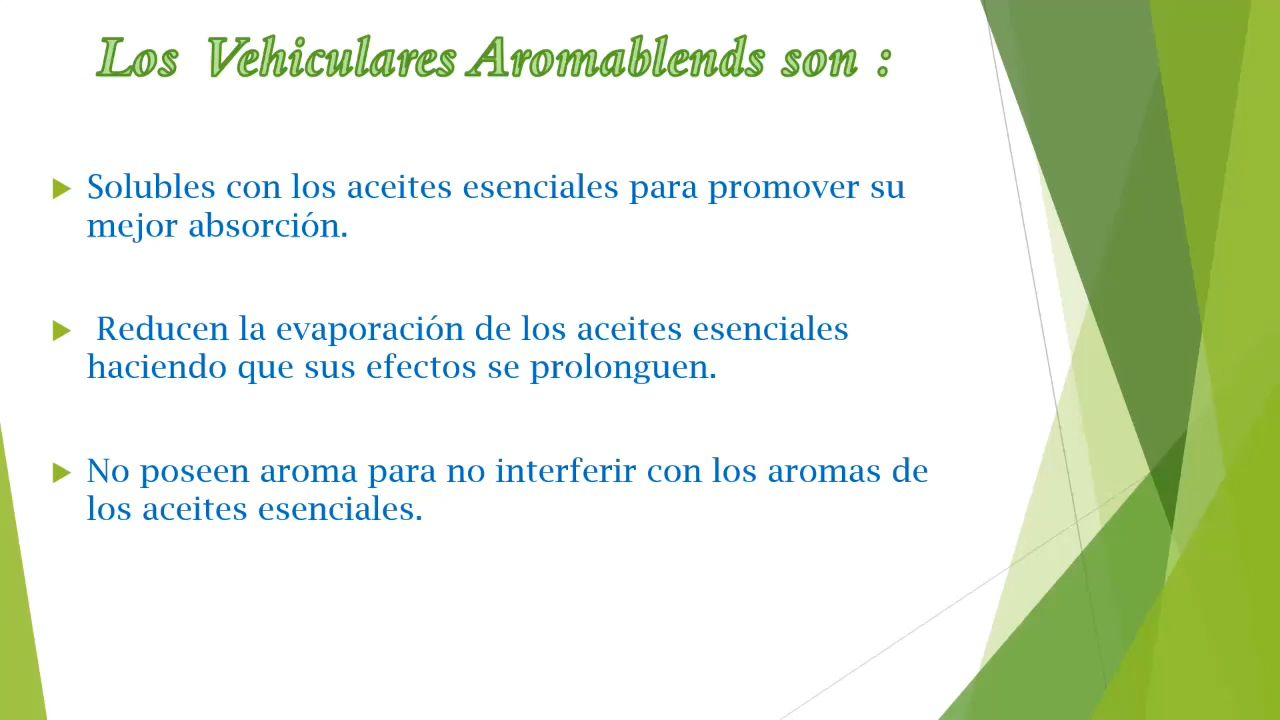 Los Vehiculares Aromablends son :
Solubles con los aceites esenciales para promover su
mejor absorción.
Reducen la evaporación de los aceites esenciales
haciendo que sus efectos se prolonguen.
No poseen aroma para no interferir con los aromas de
los aceites esenciales.